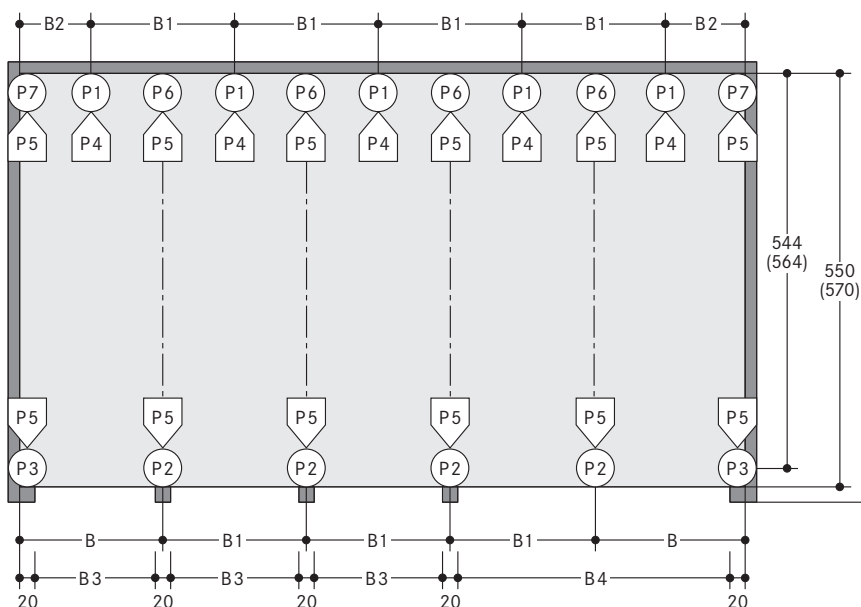 B2 B1 B1 B1 B2
P7 P1 P6 P1 P6 P1 P6 P1 P6 P1 P7
P5 P4 P5 P4 P5 P4 P5 P4 P5 P4 P5
544
(564)
550
(570)
P5 P5 P5 P5 P5 P5
P3 P2 P2 P2 P2 P3
B B1 B1 B1 B
B3 B3 B3 B4
20 20 20 20 20